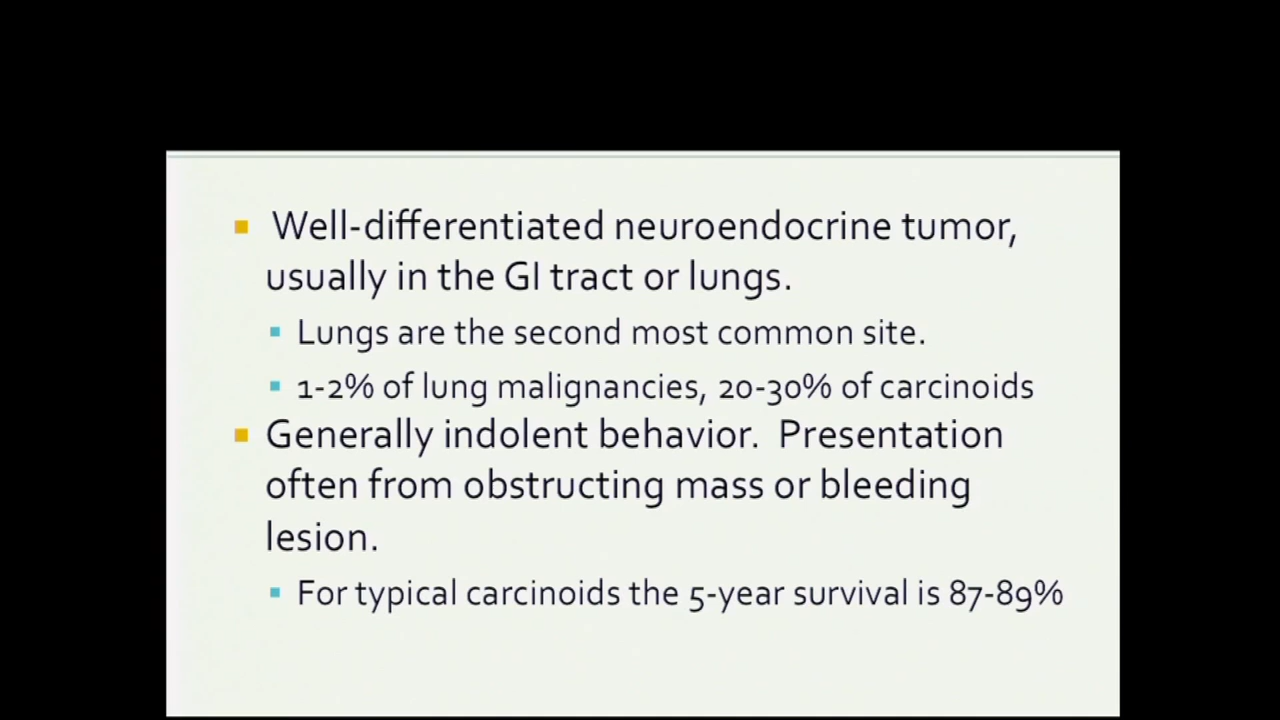 Well-differentiated neuroendocrine tumor,
usually in the GI tract or lungs.
Lungs are the second most common site.
1-2% of lung malignancies, 20-30% of carcinoids
Generally indolent behavior. Presentation
often from obstructing mass or bleeding
lesion.
For typical carcinoids the 5-year survival is 87-89%